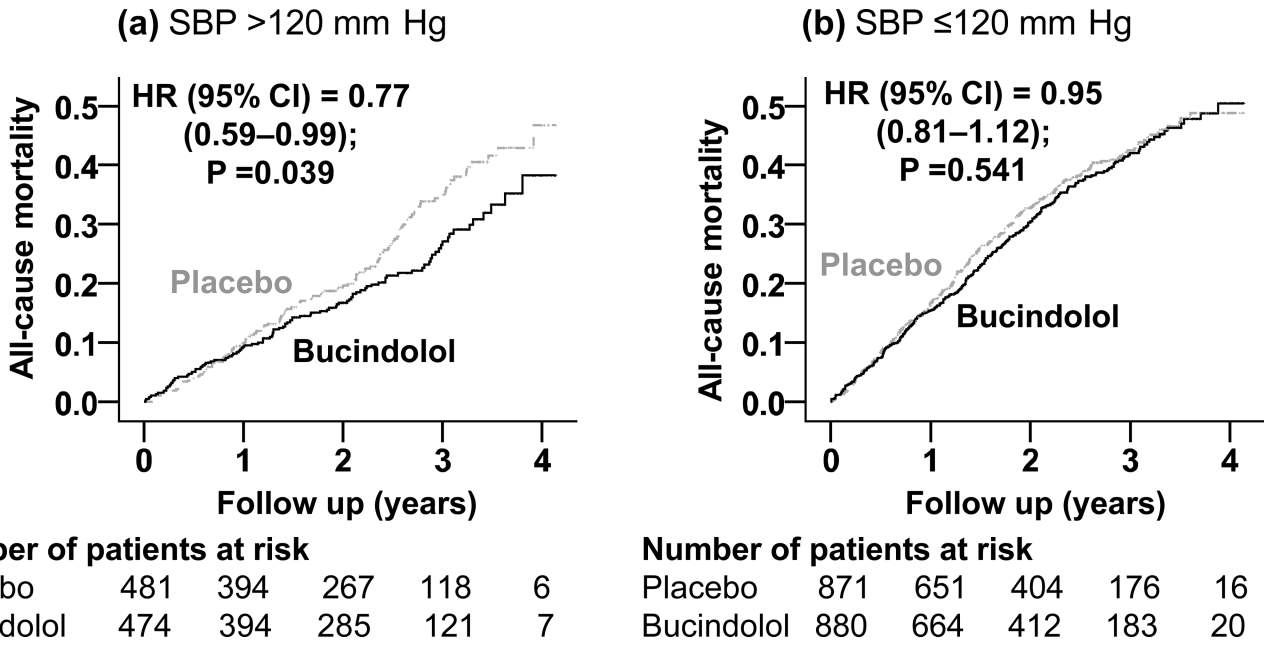 (a) SBP >120 mm Hg
HR (95% CI) = 0.77
(0.59–0.99);
P =0.039
All-cause mortality
0.5
0.4
0.3
0.2
0.1
0.0
Placebo
Bucindolol
0 1 2 3 4
Follow up (years)
ber of patients at risk
bo 481 394 267 118 6
dolol 474 394 285 121 7
(b) SBP ≤120 mm Hg
HR (95% CI) = 0.95
(0.81–1.12);
P =0.541
All-cause mortality
0.5
0.4
0.3
0.2
0.1
0.0
Placebo
Bucindolol
0 1 2 3 4
Follow up (years)
Number of patients at risk
Placebo 871 651 404 176 16
Bucindolol 880 664 412 183 20